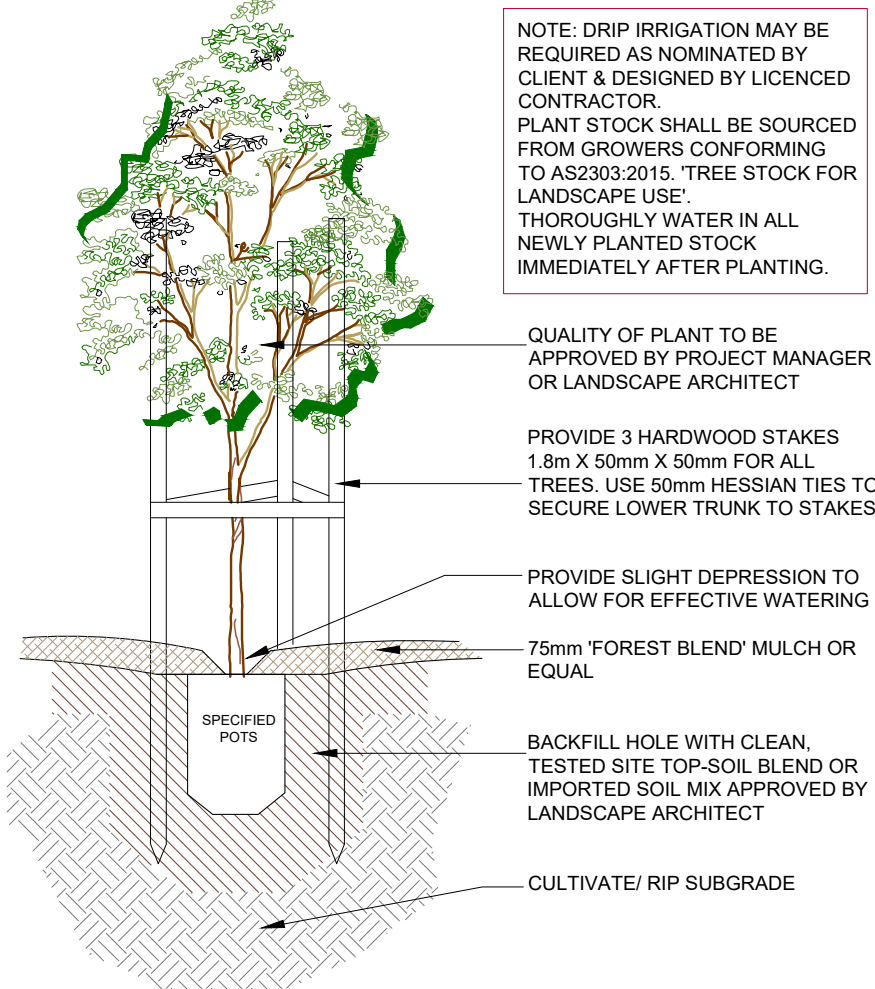 NOTE: DRIP IRRIGATION MAY BE
REQUIRED AS NOMINATED BY
CLIENT & DESIGNED BY LICENCED
CONTRACTOR.
PLANT STOCK SHALL BE SOURCED
FROM GROWERS CONFORMING
TO AS2303:2015. 'TREE STOCK FOR
LANDSCAPE USE'.
THOROUGHLY WATER IN ALL
NEWLY PLANTED STOCK
IMMEDIATELY AFTER PLANTING.
QUALITY OF PLANT TO BE
APPROVED BY PROJECT MANAGER
OR LANDSCAPE ARCHITECT
PROVIDE 3 HARDWOOD STAKES
1.8m X 50mm X 50mm FOR ALL
TREES. USE 50mm HESSIAN TIES TO
SECURE LOWER TRUNK TO STAKES
PROVIDE SLIGHT DEPRESSION TO
ALLOW FOR EFFECTIVE WATERING
75mm 'FOREST BLEND' MULCH OR
EQUAL
SPECIFIED
POTS
BACKFILL HOLE WITH CLEAN,
TESTED SITE TOP-SOIL BLEND OR
IMPORTED SOIL MIX APPROVED BY
LANDSCAPE ARCHITECT
CULTIVATE/ RIP SUBGRADE